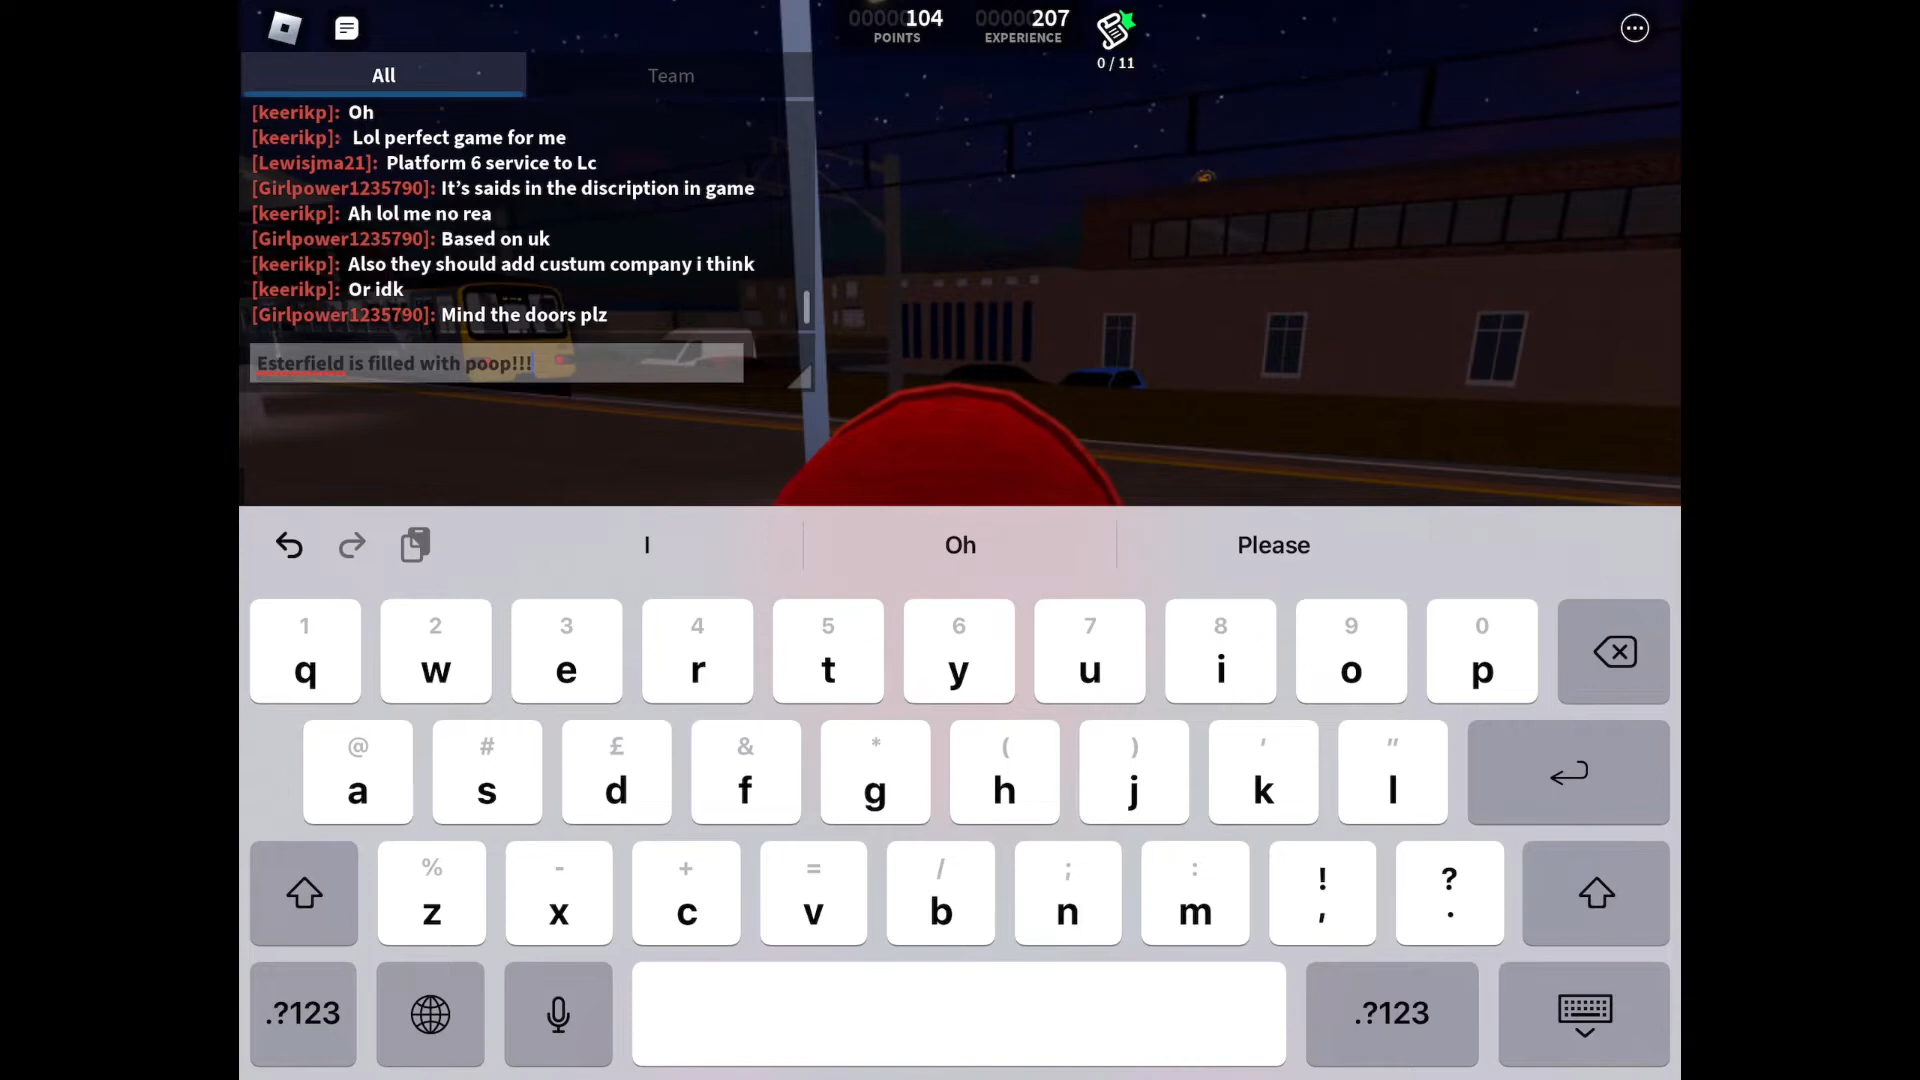 00000104
POINTS
00000207
EXPERIENCE
0 / 11
All
Team
[keerikp]: Oh
[keerikp]: Lol perfect game for me
[Lewisjma21]: Platform 6 service to Lc
[Girlpower1235790]: It’s saids in the discription in game
[keerikp]: Ah lol me no rea
[Girlpower1235790]: Based on uk
[keerikp]: Also they should add custum company i think
[keerikp]: Or idk
[Girlpower1235790]: Mind the doors plz
Esterfield is filled with poop!!!
I Oh Please
1 2 3 4 5 6 7 8 9 0
q w e r t y u i o p
@ # £ & * ( ) ' "
a s d f g h j k l
% - + = / ; : ! ?
z x c v b n m , .
.?123 .?123